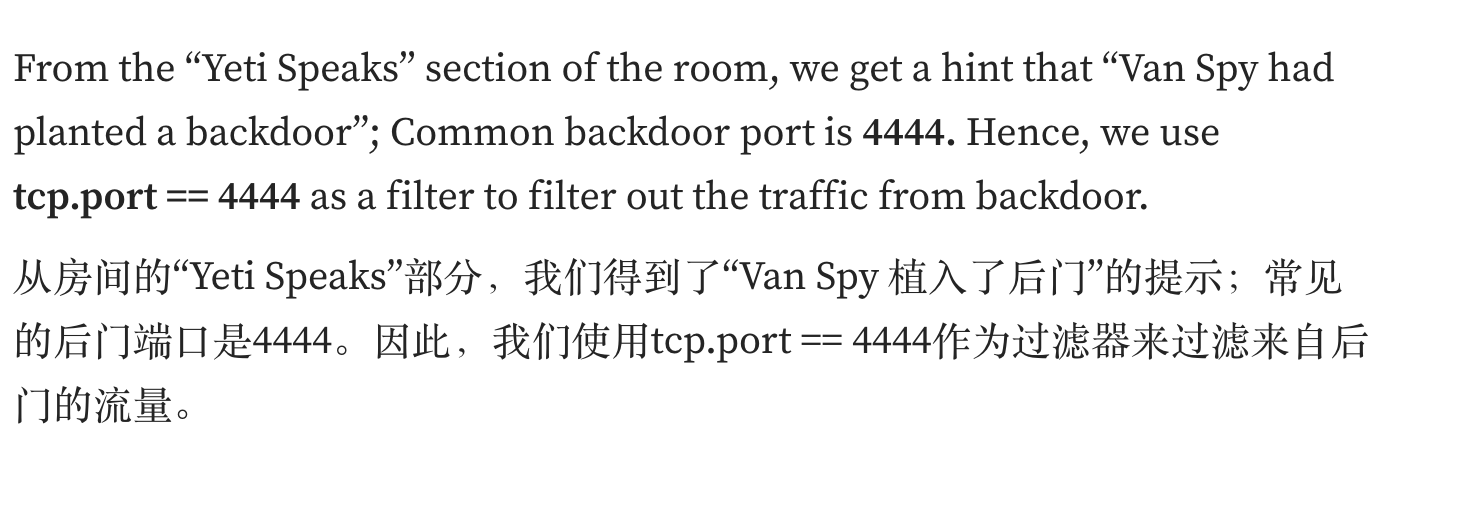 From the “Yeti Speaks” section of the room, we get a hint that “Van Spy had
planted a backdoor”; Common backdoor port is 4444. Hence, we use
tcp.port == 4444 as a filter to filter out the traffic from backdoor.
从房间的“Yeti Speaks”部分，我们得到了“Van Spy 植入了后门”的提示；常见
的后门端口是4444。因此，我们使用tcp.port == 4444作为过滤器来过滤来自后
门的流量。